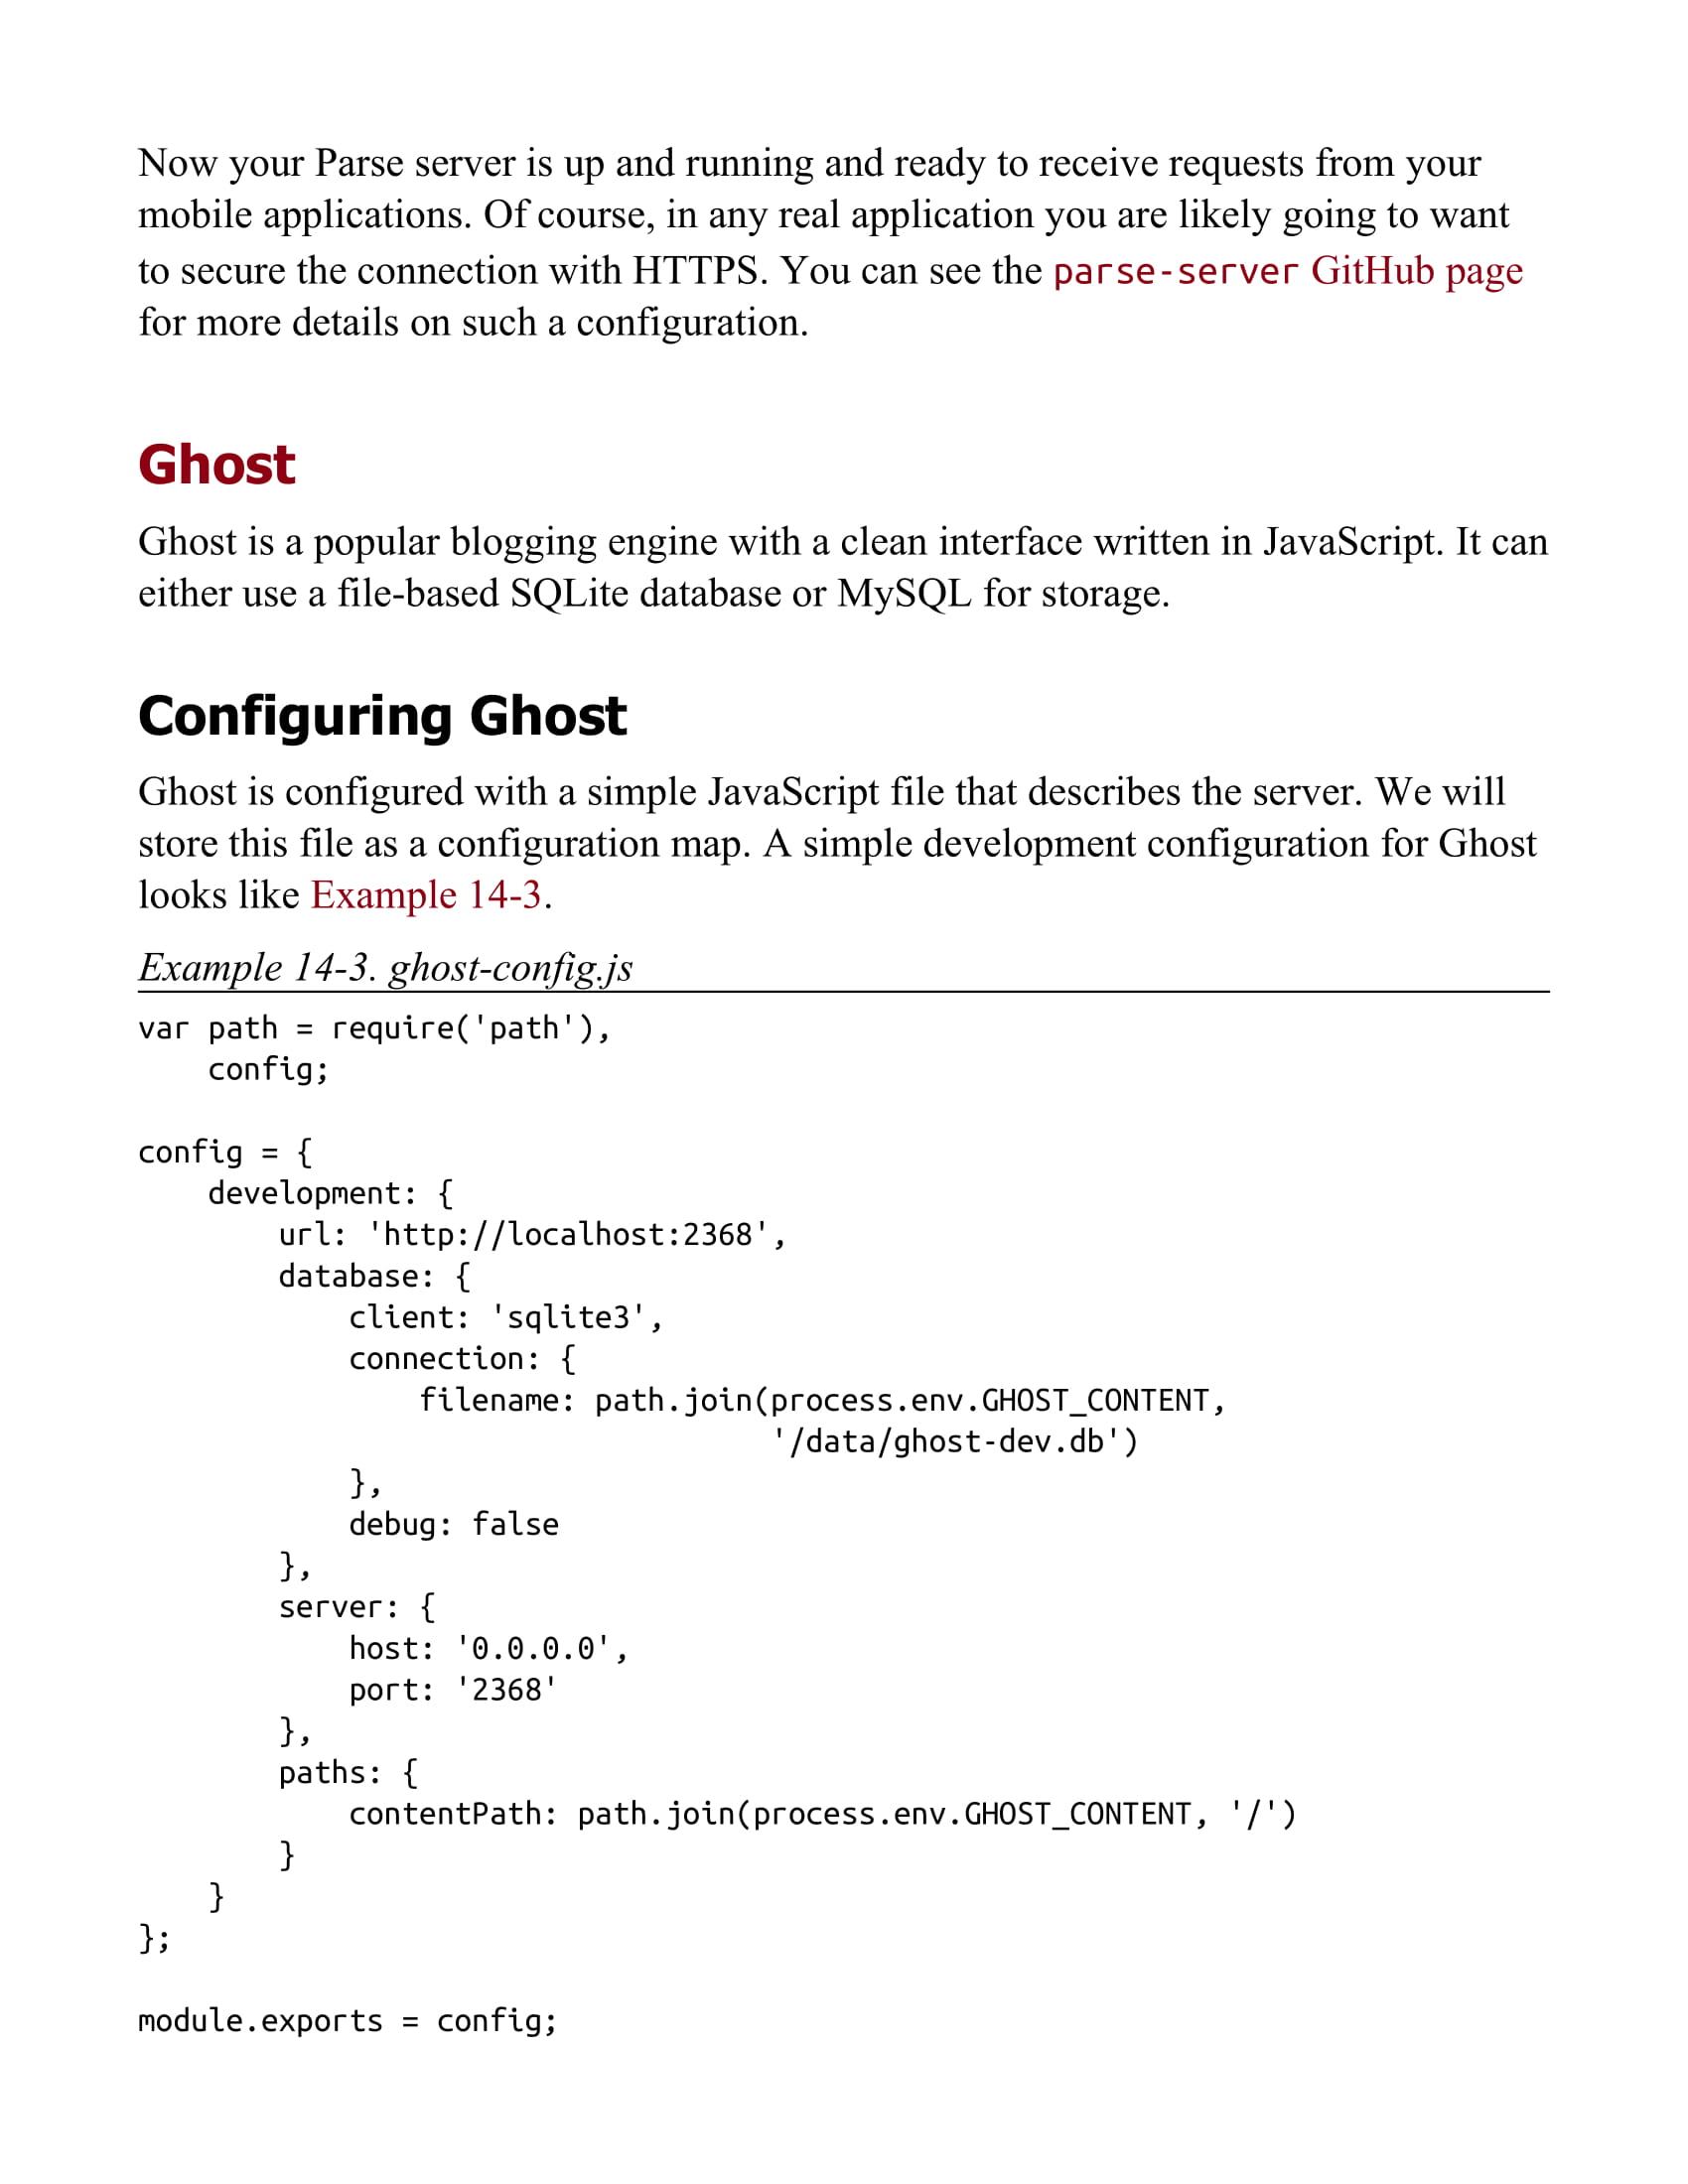 Now your Parse server is up and running and ready to receive requests from your
mobile applications. Of course, in any real application you are likely going to want
to secure the connection with HTTPS. You can see the parse-server GitHub page
for more details on such a configuration.
Ghost
Ghost is a popular blogging engine with a clean interface written in JavaScript. It can
either use a file-based SQLite database or MySQL for storage.
Configuring Ghost
Ghost is configured with a simple JavaScript file that describes the server. We will
store this file as a configuration map. A simple development configuration for Ghost
looks like Example 14-3.
Example 14-3. ghost-config.js
var path = require('path'),
    config;

config = {
    development: {
        url: 'http://localhost:2368',
        database: {
            client: 'sqlite3',
            connection: {
                filename: path.join(process.env.GHOST_CONTENT,
                                    '/data/ghost-dev.db')
            },
            debug: false
        },
        server: {
            host: '0.0.0.0',
            port: '2368'
        },
        paths: {
            contentPath: path.join(process.env.GHOST_CONTENT, '/')
        }
    }
};

module.exports = config;